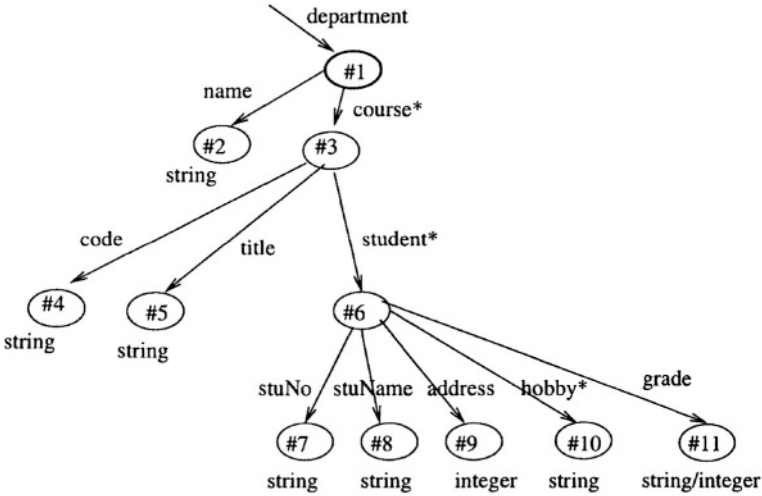 department
#1
name
course*
#2
#3
string
code
title
student*
#4
#5
#6
string
string
stuNo
stuName
address
hobby*
grade
#7
#8
#9
#10
#11
string
string
integer
string
string/integer